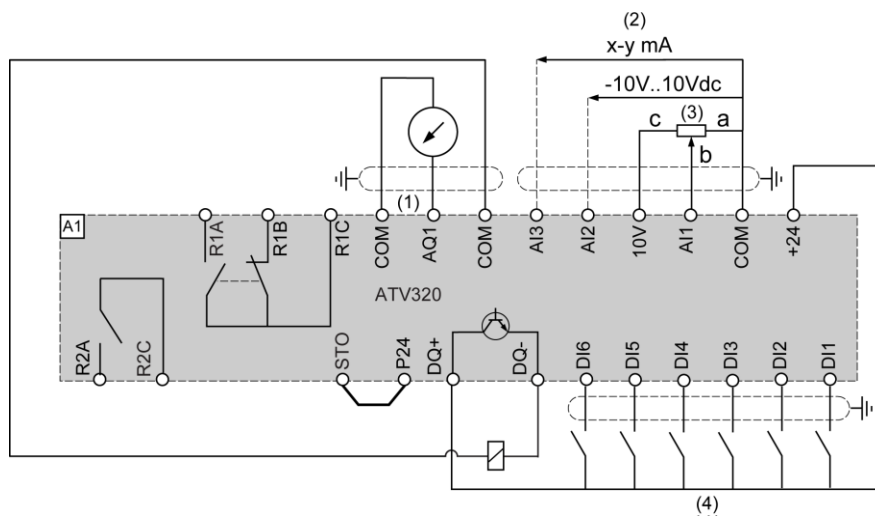 (2)
x-y mA
-10V..10Vdc
c (3) a
b
(1)
A1
R1A R1B R1C COM AQ1 COM AI3 AI2 10V AI1 COM +24
ATV320
R2A R2C STO P24 DQ+ DQ- DI6 DI5 DI4 DI3 DI2 DI1
(4)